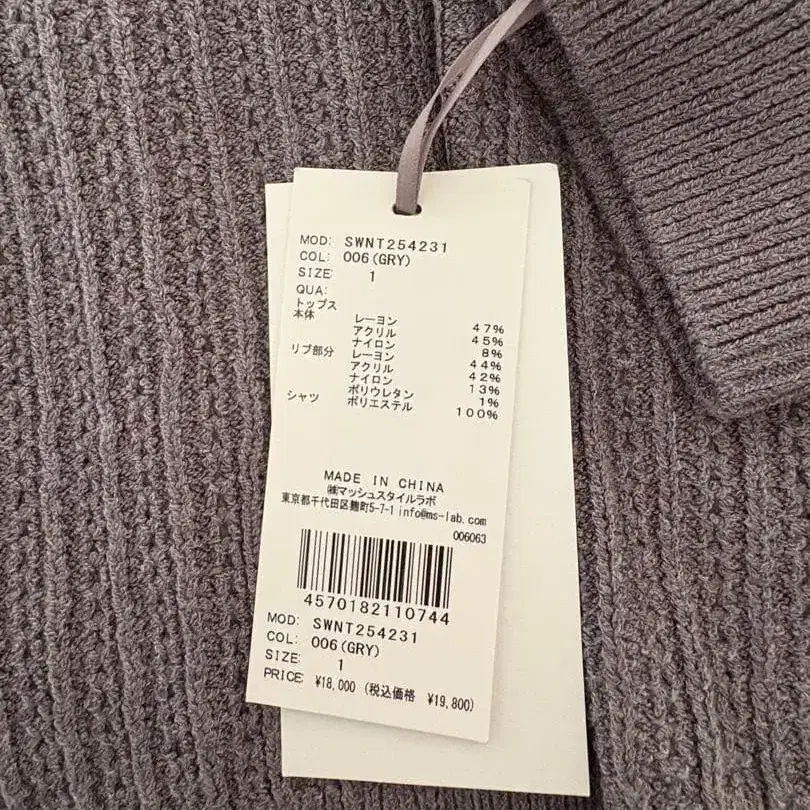 MOD: SWNT254231
COL: 006(GRY)
SIZE: 1
QUA:
トップス
本体 レーヨン 47%
アクリル 45%
ナイロン 8%
リブ部分 レーヨン 44%
アクリル 42%
ナイロン 13%
ポリウレタン 1%
シャツ ポリエステル 100%
MADE IN CHINA
㈱マッシュスタイルラボ
東京都千代田区麹町5-7-1 info@ms-lab.com
006063
4570182110744
MOD: SWNT254231
COL: 006(GRY)
SIZE: 1
PRICE: ¥18,000 (税込価格 ¥19,800)